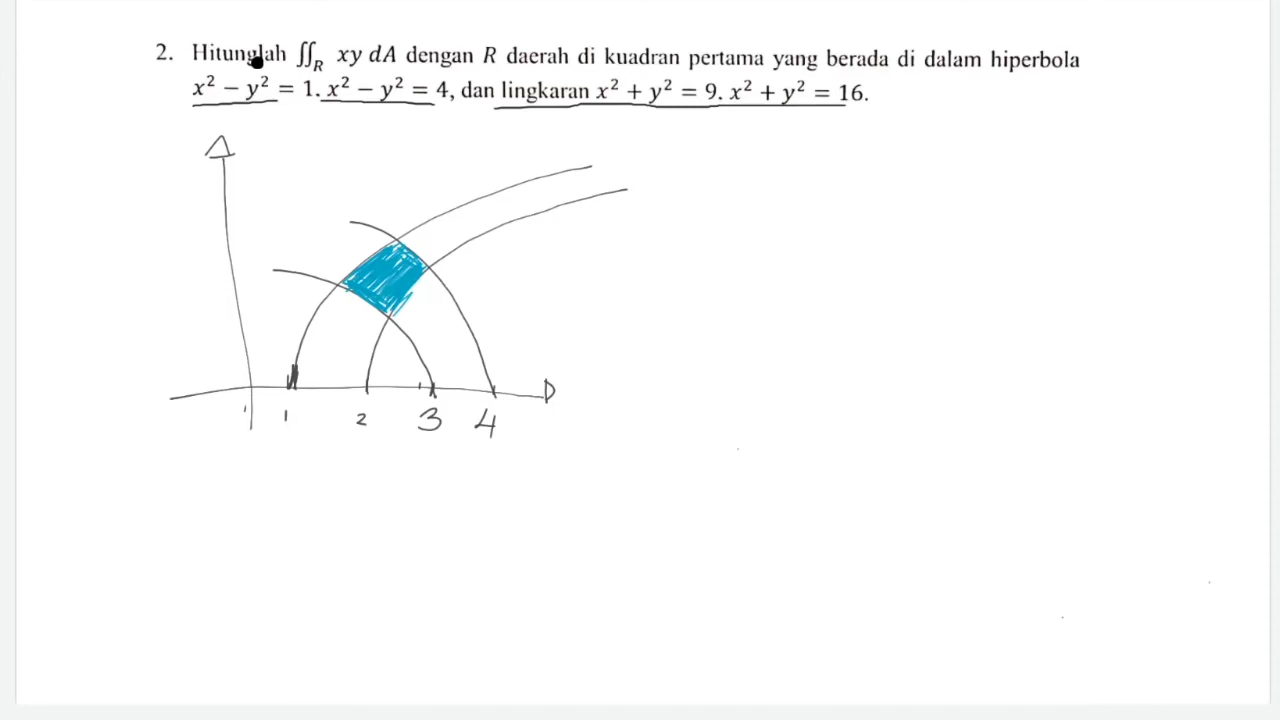 2. Hitunglah ∬_R xy dA dengan R daerah di kuadran pertama yang berada di dalam hiperbola
x² − y² = 1. x² − y² = 4, dan lingkaran x² + y² = 9. x² + y² = 16.
1 2 3 4